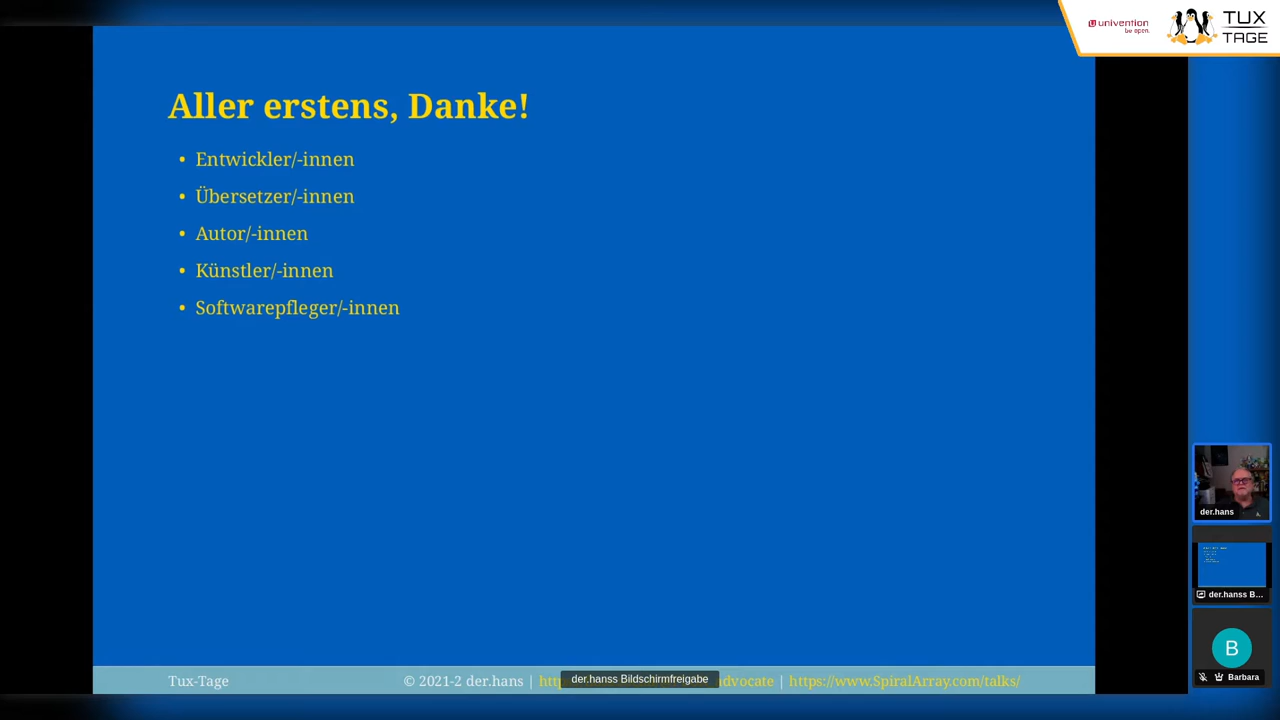 univention
be open.
TUX
TAGE
Aller erstens, Danke!
• Entwickler/-innen
• Übersetzer/-innen
• Autor/-innen
• Künstler/-innen
• Softwarepfleger/-innen
der.hans
der.hanss B...
B
Barbara
Tux-Tage
© 2021-2 der.hans | advocate | https://www.SpiralArray.com/talks/
der.hanss Bildschirmfreigabe